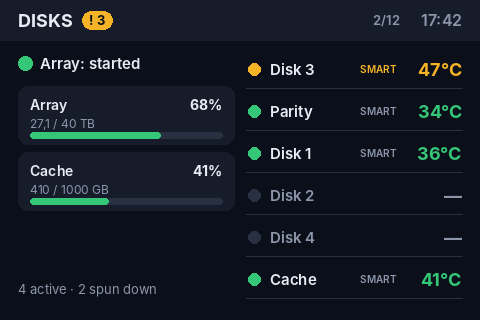 DISKS ! 3 2/12 17:42
Array: started
Array 68%
27,1 / 40 TB
Cache 41%
410 / 1000 GB
4 active · 2 spun down
Disk 3 SMART 47°C
Parity SMART 34°C
Disk 1 SMART 36°C
Disk 2 —
Disk 4 —
Cache SMART 41°C